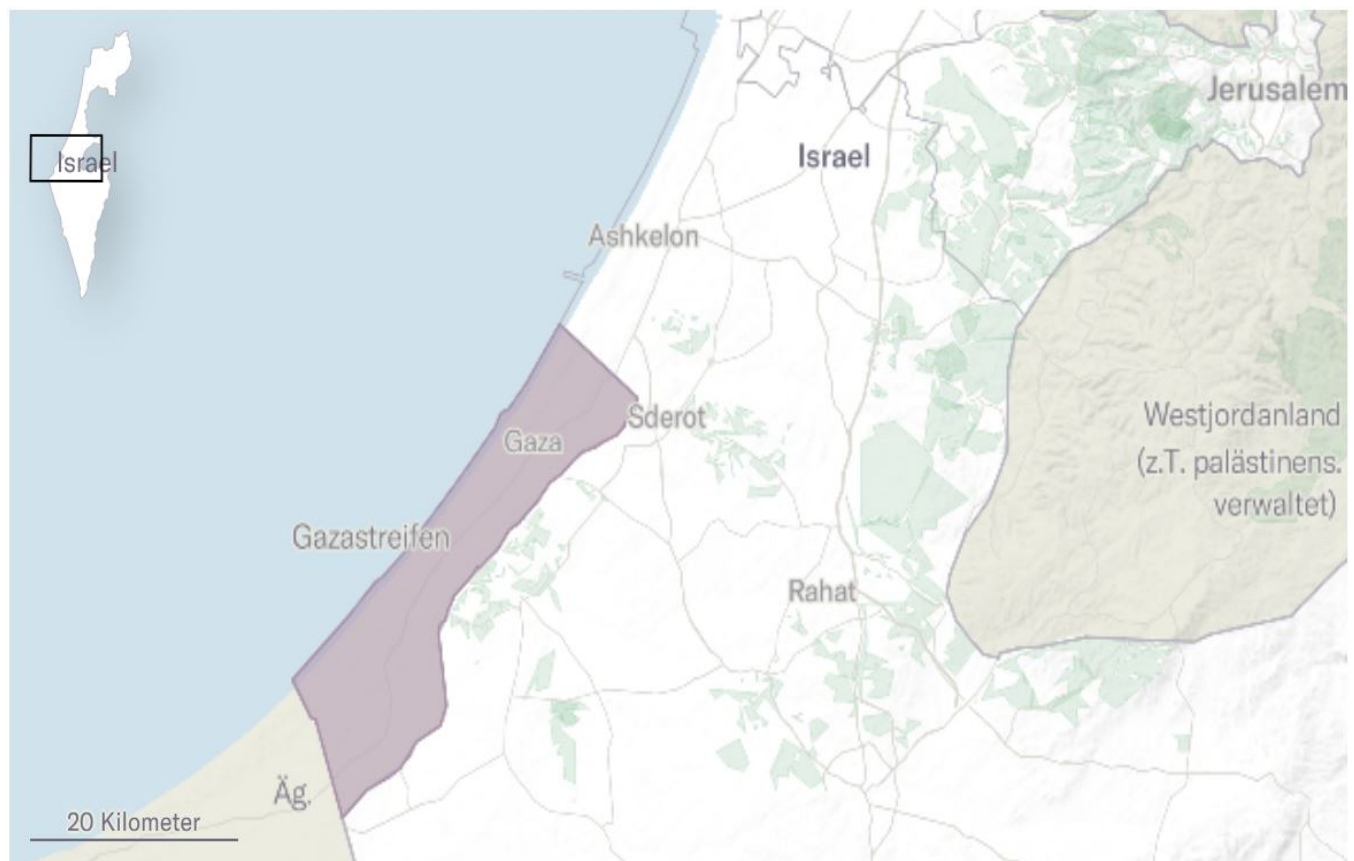 Jerusalem
Israel
Israel
Ashkelon
Sderot
Gaza
Westjordanland
(z.T. palästinens.
verwaltet)
Gazastreifen
Rahat
Äg.
20 Kilometer